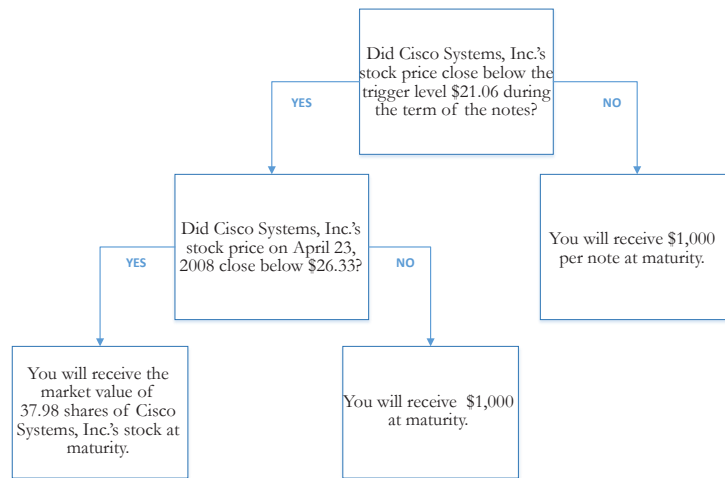 Did Cisco Systems, Inc.'s
stock price close below the
trigger level $21.06 during
the term of the notes?
YES
NO
Did Cisco Systems, Inc.'s
stock price on April 23,
2008 close below $26.33?
You will receive $1,000
per note at maturity.
YES
NO
You will receive the
market value of
37.98 shares of Cisco
Systems, Inc.'s stock at
maturity.
You will receive $1,000
at maturity.